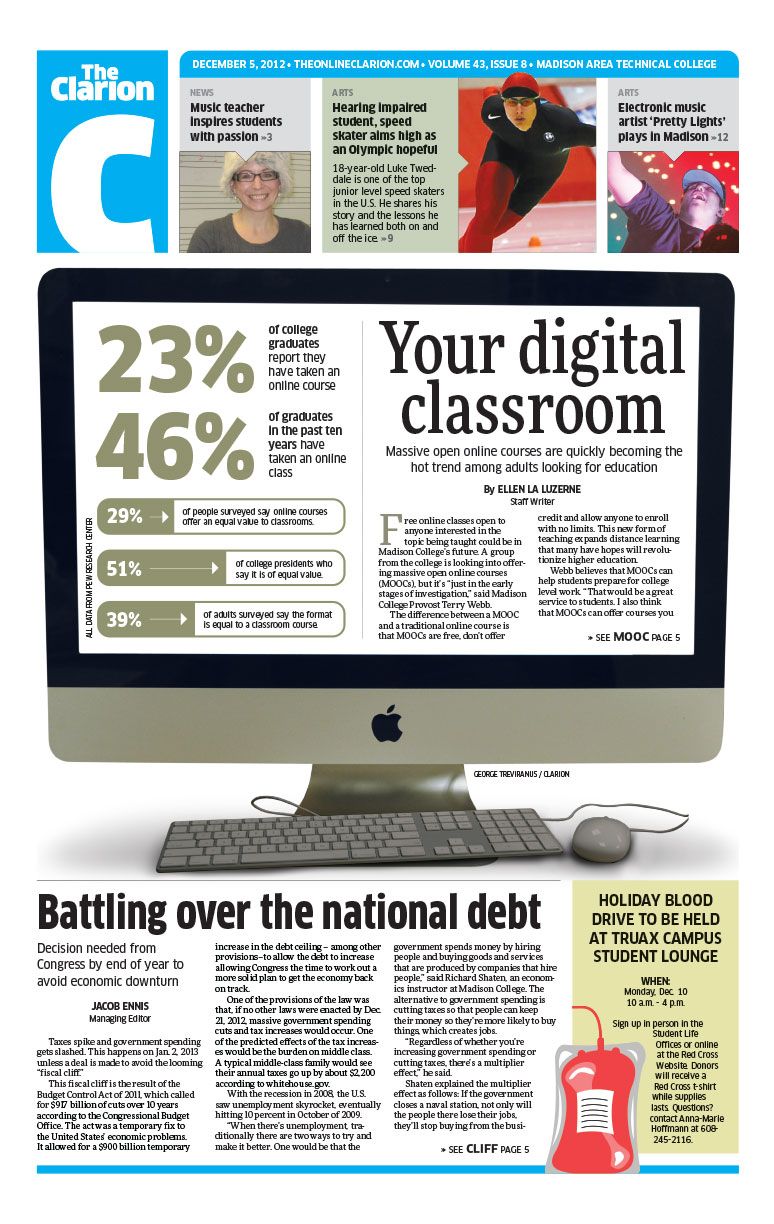 The
Clarion
C
DECEMBER 5, 2012 • THEONLINECLARION.COM • VOLUME 43, ISSUE 8 • MADISON AREA TECHNICAL COLLEGE
NEWS
Music teacher
inspires students
with passion »3
ARTS
Hearing impaired
student, speed
skater aims high as
an Olympic hopeful
18-year-old Luke Twed-
dale is one of the top
junior level speed skaters
in the U.S. He shares his
story and the lessons he
has learned both on and
off the ice. »9
ARTS
Electronic music
artist ‘Pretty Lights’
plays in Madison »12
23%
of college
graduates
report they
have taken an
online course
46%
of graduates
in the past ten
years have
taken an online
class
29%
of people surveyed say online courses
offer an equal value to classrooms.
51%
of college presidents who
say it is of equal value.
39%
of adults surveyed say the format
is equal to a classroom course.
ALL DATA FROM PEW RESEARCH CENTER
Your digital
classroom
Massive open online courses are quickly becoming the
hot trend among adults looking for education
By ELLEN LA LUZERNE
Staff Writer
Free online classes open to
anyone interested in the
topic being taught could be in
Madison College's future. A group
from the college is looking into offer-
ing massive open online courses
(MOOCs), but it's “just in the early
stages of investigation,” said Madison
College Provost Terry Webb.
The difference between a MOOC
and a traditional online course is
that MOOCs are free, don't offer
credit and allow anyone to enroll
with no limits. This new form of
teaching expands distance learning
that many have hopes will revolu-
tionize higher education.
Webb believes that MOOCs can
help students prepare for college
level work. “That would be a great
service to students. I also think
that MOOCs can offer courses you
» SEE MOOC PAGE 5
GEORGE TREVIRANUS / CLARION
Battling over the national debt
Decision needed from
Congress by end of year to
avoid economic downturn
JACOB ENNIS
Managing Editor
Taxes spike and government spending
gets slashed. This happens on Jan. 2, 2013
unless a deal is made to avoid the looming
“fiscal cliff.”
This fiscal cliff is the result of the
Budget Control Act of 2011, which called
for $917 billion of cuts over 10 years
according to the Congressional Budget
Office. The act was a temporary fix to
the United States' economic problems.
It allowed for a $900 billion temporary
increase in the debt ceiling – among other
provisions–to allow the debt to increase
allowing Congress the time to work out a
more solid plan to get the economy back
on track.
One of the provisions of the law was
that, if no other laws were enacted by Dec.
21, 2012, massive government spending
cuts and tax increases would occur. One
of the predicted effects of the tax increas-
es would be the burden on middle class.
A typical middle-class family would see
their annual taxes go up by about $2,200
according to whitehouse.gov.
With the recession in 2008, the U.S.
saw unemployment skyrocket, eventually
hitting 10 percent in October of 2009.
“When there's unemployment, tra-
ditionally there are two ways to try and
make it better. One would be that the
government spends money by hiring
people and buying goods and services
that are produced by companies that hire
people,” said Richard Shaten, an econom-
ics instructor at Madison College. The
alternative to government spending is
cutting taxes so that people can keep
their money so they're more likely to buy
things, which creates jobs.
“Regardless of whether you're
increasing government spending or
cutting taxes, there's a multiplier
effect,” he said.
Shaten explained the multiplier
effect as follows: If the government
closes a naval station, not only will
the people there lose their jobs,
they'll stop buying from the busi-
» SEE CLIFF PAGE 5
HOLIDAY BLOOD
DRIVE TO BE HELD
AT TRUAX CAMPUS
STUDENT LOUNGE
WHEN:
Monday, Dec. 10
10 a.m. - 4 p.m.
Sign up in person in the
Student Life
Offices or online
at the Red Cross
Website. Donors
will receive a
Red Cross t-shirt
while supplies
lasts. Questions?
contact Anna-Marie
Hoffmann at 608-
245-2116.